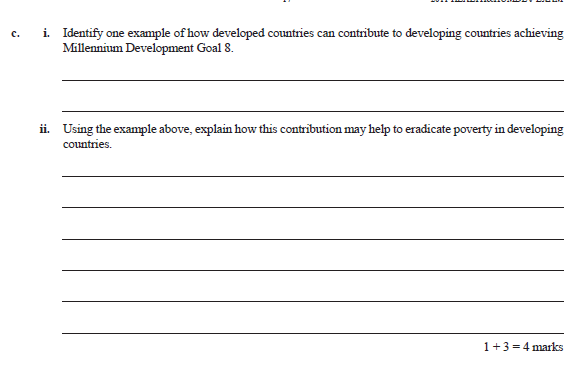 c. i. Identify one example of how developed countries can contribute to developing countries achieving
Millennium Development Goal 8.
ii. Using the example above, explain how this contribution may help to eradicate poverty in developing
countries.
1 + 3 = 4 marks